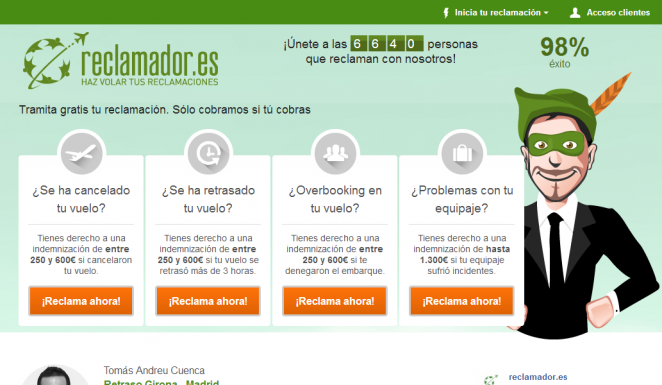 Inicia tu reclamación
Acceso clientes
reclamador.es
HAZ VOLAR TUS RECLAMACIONES
¡Únete a las 6640 personas
que reclaman con nosotros!
98%
éxito
Tramita gratis tu reclamación. Sólo cobramos si tú cobras
¿Se ha cancelado
tu vuelo?
Tienes derecho a una
indemnización de entre
250 y 600€ si cancelaron
tu vuelo.
¡Reclama ahora!
¿Se ha retrasado
tu vuelo?
Tienes derecho a una
indemnización de entre
250 y 600€ si tu vuelo se
retrasó más de 3 horas.
¡Reclama ahora!
¿Overbooking en
tu vuelo?
Tienes derecho a una
indemnización de entre
250 y 600€ si te
denegaron el embarque.
¡Reclama ahora!
¿Problemas con tu
equipaje?
Tienes derecho a una
indemnización de hasta
1.300€ si tu equipaje
sufrió incidentes.
¡Reclama ahora!
Tomás Andreu Cuenca
Retraso Girona - Madrid
reclamador.es